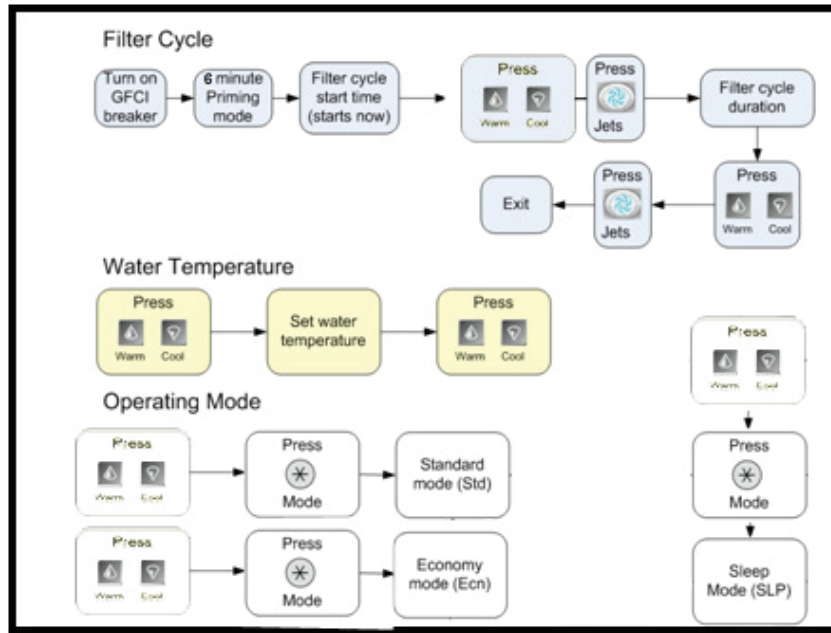 Filter Cycle
Turn on
GFCI
breaker
6 minute
Priming
mode
Filter cycle
start time
(starts now)
Press
Warm Cool
Press
Jets
Filter cycle
duration
Press
Warm Cool
Press
Jets
Exit
Water Temperature
Press
Warm Cool
Set water
temperature
Press
Warm Cool
Operating Mode
Press
Warm Cool
Press
Mode
Standard
mode (Std)
Press
Warm Cool
Press
Mode
Economy
mode (Ecn)
Press
Warm Cool
Press
Mode
Sleep
Mode (SLP)